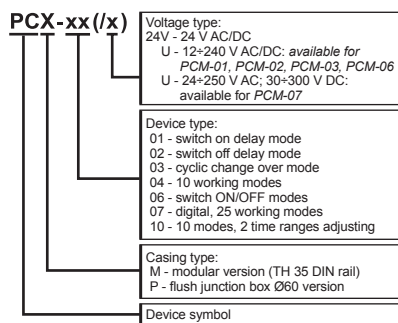 PCX-xx(/x)
Voltage type:
24V - 24 V AC/DC
U - 12÷240 V AC/DC: available for
PCM-01, PCM-02, PCM-03, PCM-06
U - 24÷250 V AC; 30÷300 V DC:
available for PCM-07
Device type:
01 - switch on delay mode
02 - switch off delay mode
03 - cyclic change over mode
04 - 10 working modes
06 - switch ON/OFF modes
07 - digital, 25 working modes
10 - 10 modes, 2 time ranges adjusting
Casing type:
M - modular version (TH 35 DIN rail)
P - flush junction box Ø60 version
Device symbol